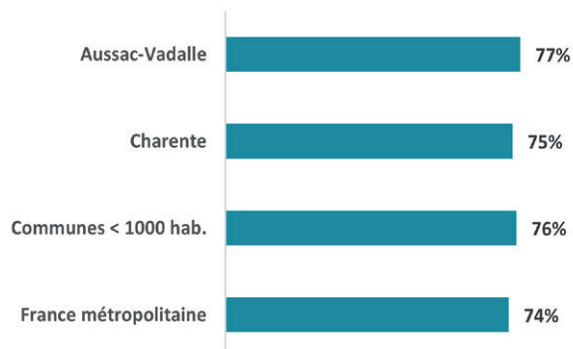 Aussac-Vadalle 77%
Charente 75%
Communes < 1000 hab. 76%
France métropolitaine 74%